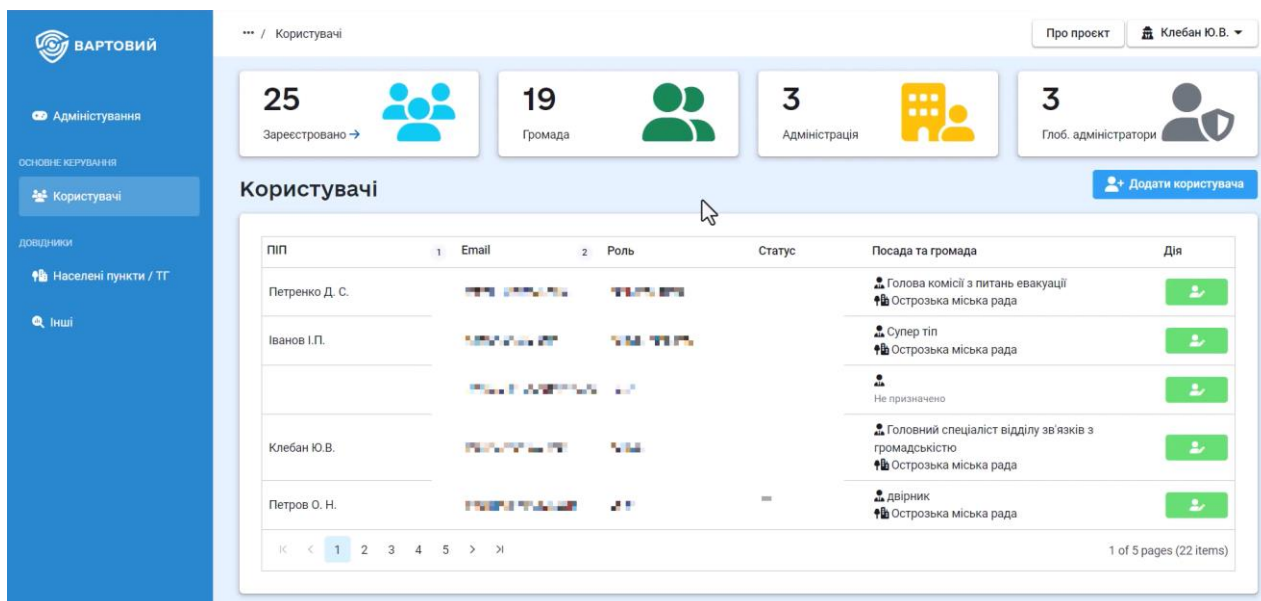 ВАРТОВИЙ
Адміністування
ОСНОВНЕ КЕРУВАННЯ
Користувачі
ДОВІДНИКИ
Населені пункти / ТГ
Інші
··· / Користувачі
Про проєкт
Клебан Ю.В.
25
Зареєстровано →
19
Громада
3
Адміністрація
3
Глоб. адміністратори
Користувачі
Додати користувача
ПІП 1 Email 2 Роль Статус Посада та громада Дія
Петренко Д. С.
Голова комісії з питань евакуації
Острозька міська рада
Іванов І.П.
Супер тіп
Острозька міська рада
Не призначено
Клебан Ю.В.
Головний спеціаліст відділу зв'язків з
громадськістю
Острозька міська рада
Петров О. Н.
двірник
Острозька міська рада
1 2 3 4 5
1 of 5 pages (22 items)